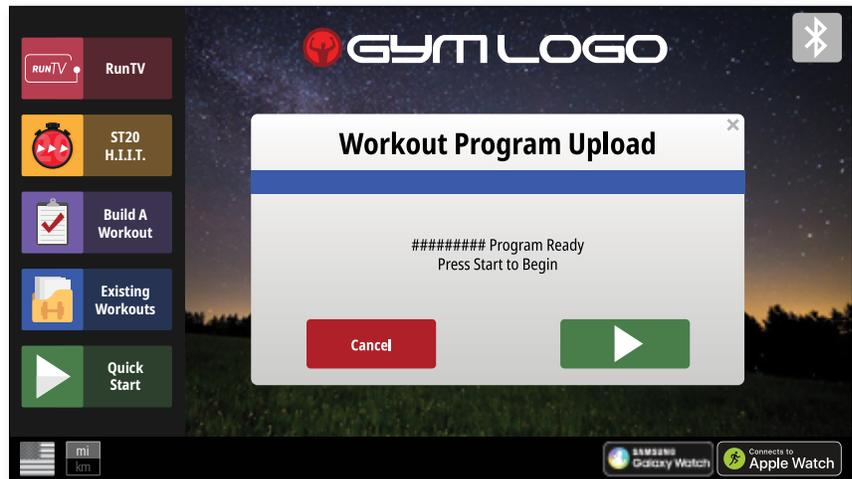 GYM LOGO
RUNTV
RunTV
ST20
H.I.I.T.
Build A
Workout
Existing
Workouts
Quick
Start
Workout Program Upload
######### Program Ready
Press Start to Begin
Cancel
mi
km
SAMSUNG
Galaxy Watch
Connects to
Apple Watch